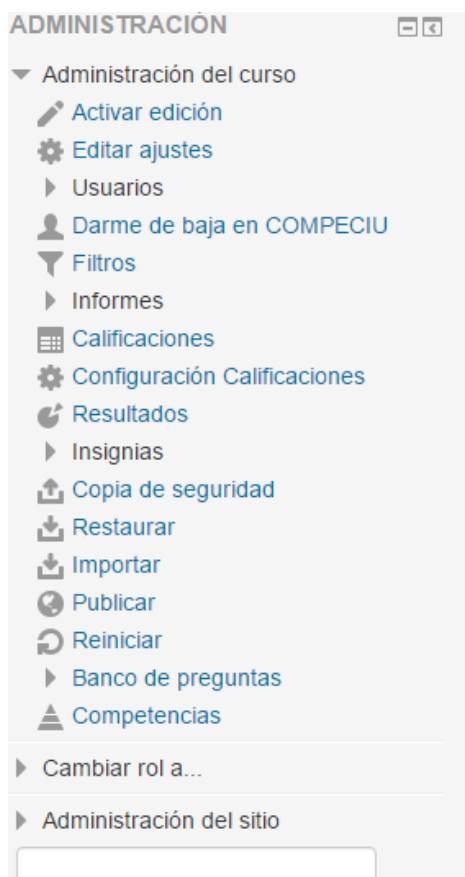 ADMINISTRACIÓN
Administración del curso
Activar edición
Editar ajustes
Usuarios
Darme de baja en COMPECIU
Filtros
Informes
Calificaciones
Configuración Calificaciones
Resultados
Insignias
Copia de seguridad
Restaurar
Importar
Publicar
Reiniciar
Banco de preguntas
Competencias
Cambiar rol a...
Administración del sitio